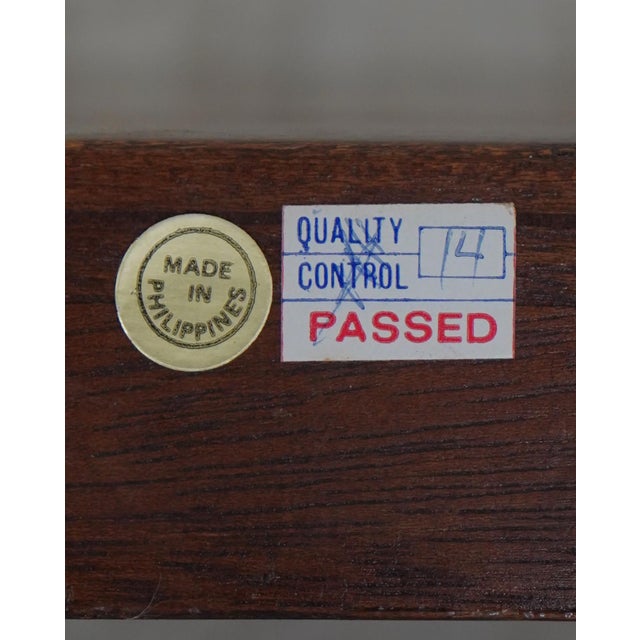 MADE
IN
PHILIPPINES
QUALITY
CONTROL
14
PASSED